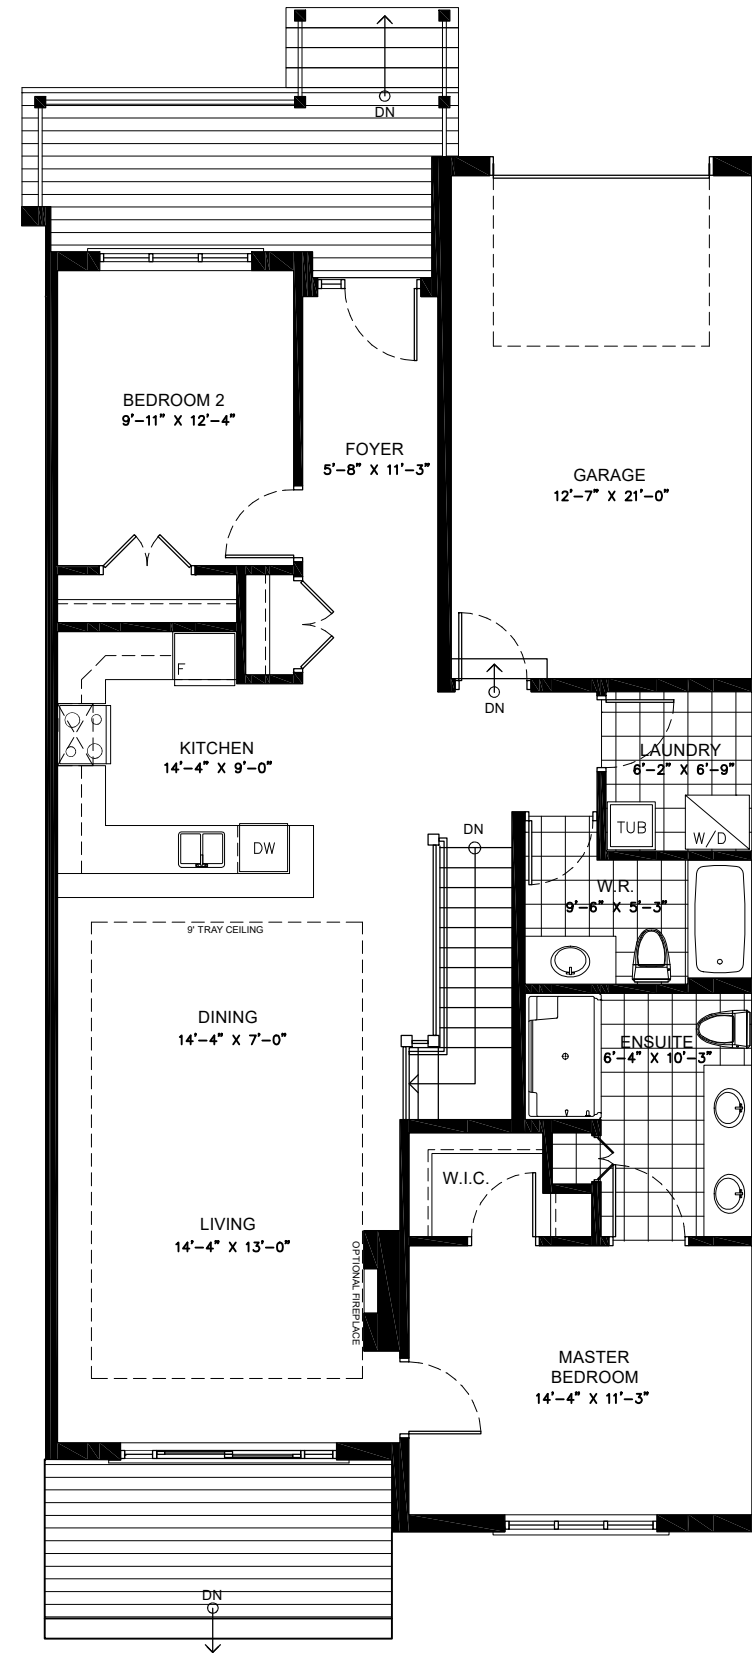 DN
BEDROOM 2
9'-11" X 12'-4"
FOYER
5'-8" X 11'-3"
GARAGE
12'-7" X 21'-0"
F
DN
KITCHEN
14'-4" X 9'-0"
LAUNDRY
6'-2" X 6'-9"
TUB
W/D
DN
DW
W.R.
9'-6" X 5'-3"
9' TRAY CEILING
DINING
14'-4" X 7'-0"
ENSUITE
6'-4" X 10'-3"
W.I.C.
LIVING
14'-4" X 13'-0"
OPTIONAL FIREPLACE
MASTER
BEDROOM
14'-4" X 11'-3"
DN